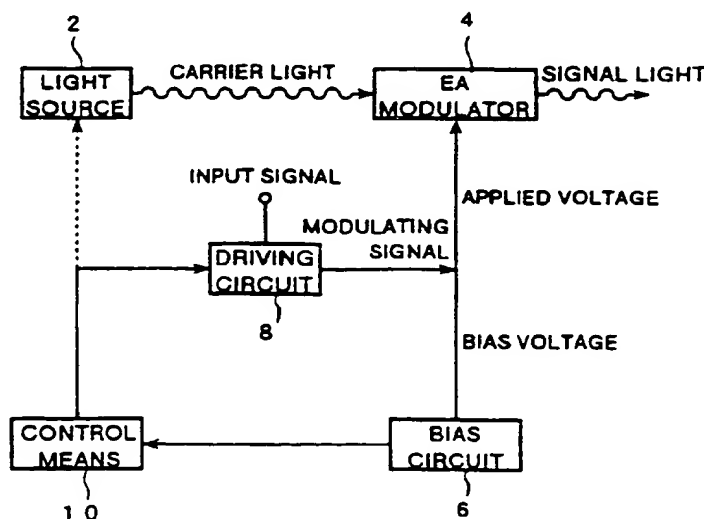 2
LIGHT
SOURCE
CARRIER LIGHT
4
EA
MODULATOR
SIGNAL LIGHT
INPUT SIGNAL
APPLIED VOLTAGE
MODULATING
SIGNAL
DRIVING
CIRCUIT
8
BIAS VOLTAGE
CONTROL
MEANS
10
BIAS
CIRCUIT
6